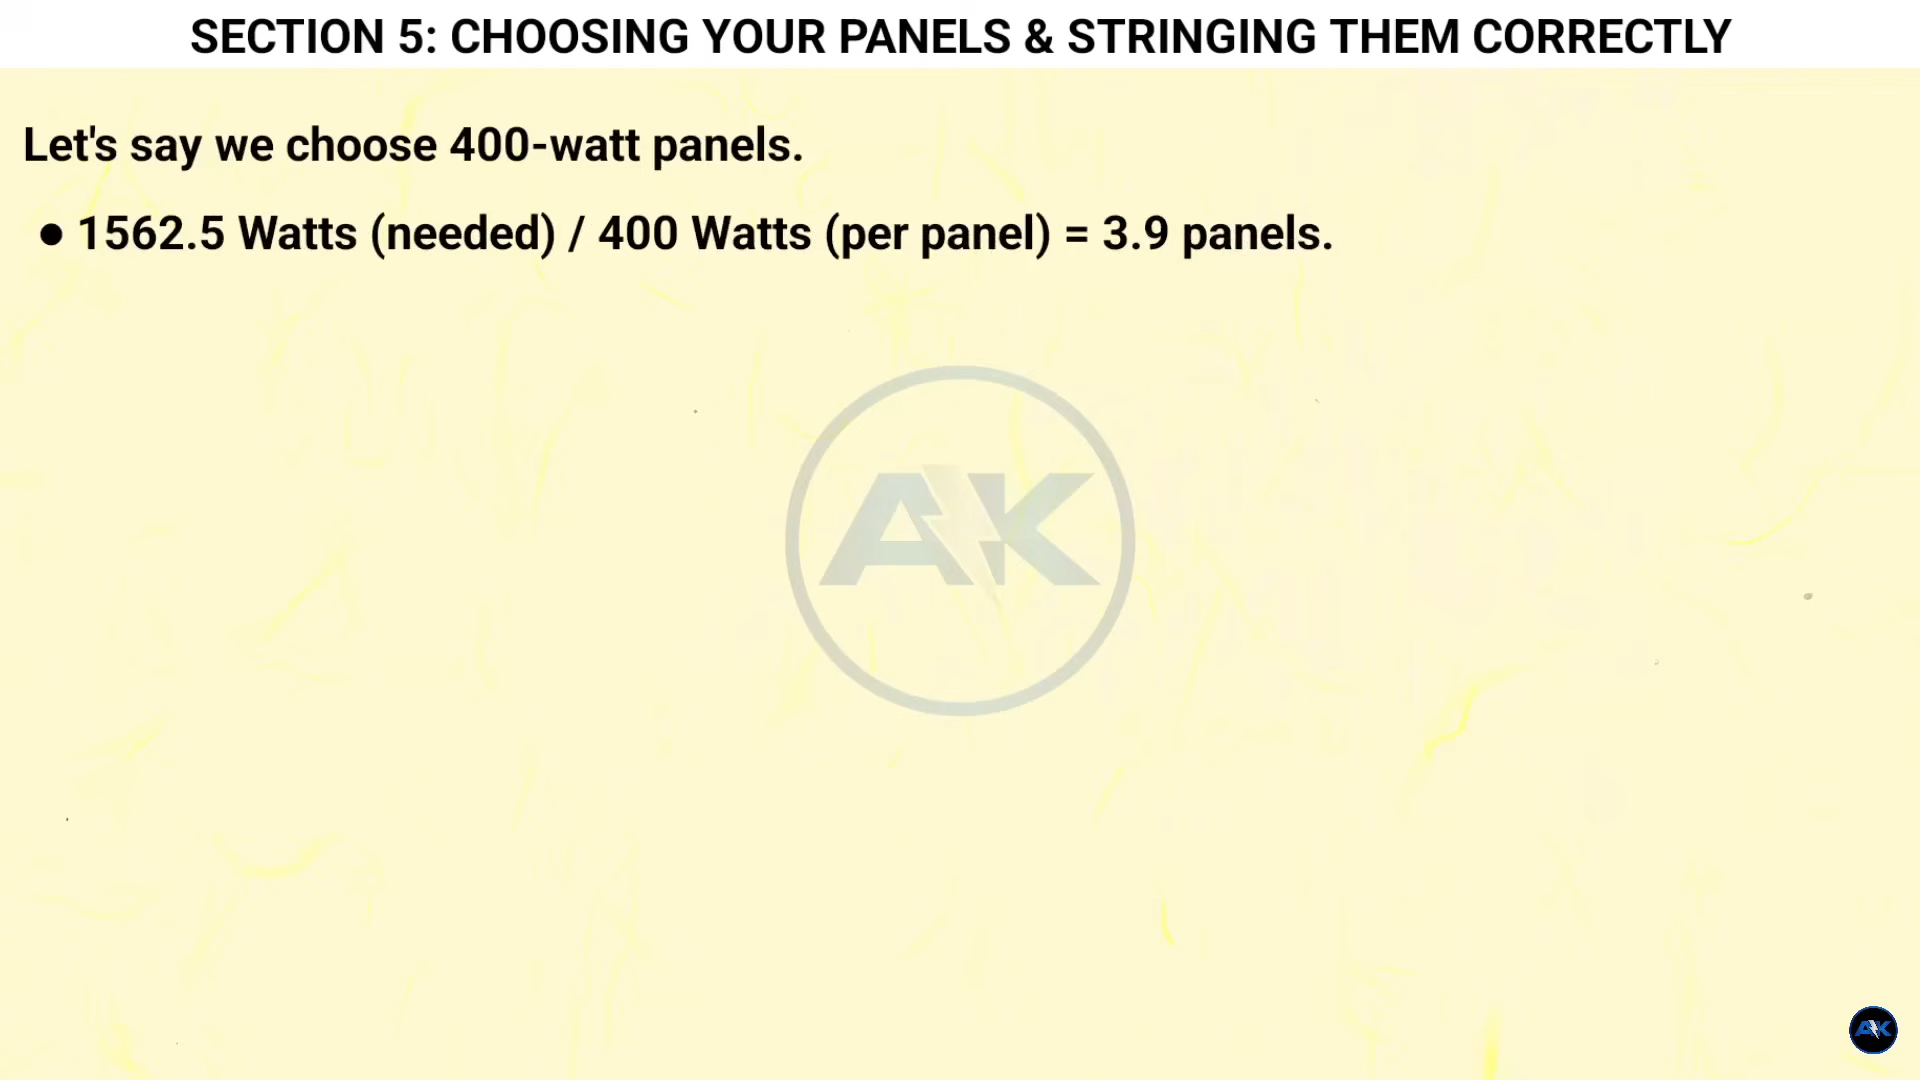 SECTION 5: CHOOSING YOUR PANELS & STRINGING THEM CORRECTLY
Let's say we choose 400-watt panels.
● 1562.5 Watts (needed) / 400 Watts (per panel) = 3.9 panels.
AK
AK